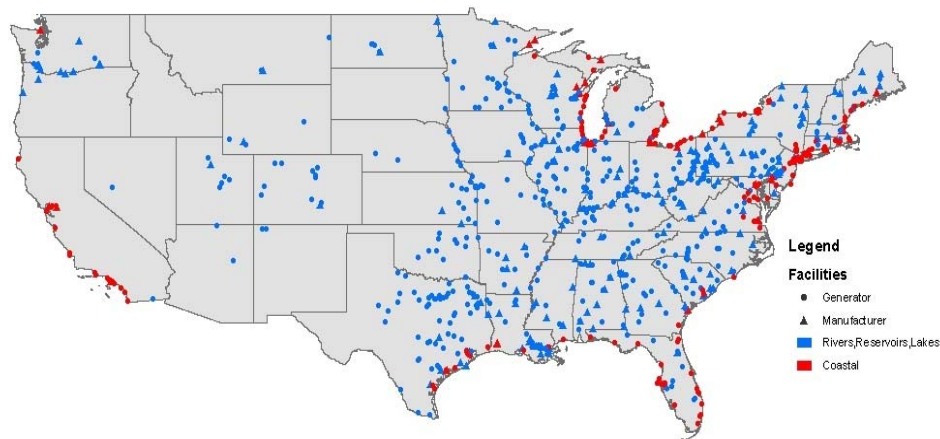 Legend
Facilities
Generator
Manufacturer
Rivers,Reservoirs,Lakes
Coastal